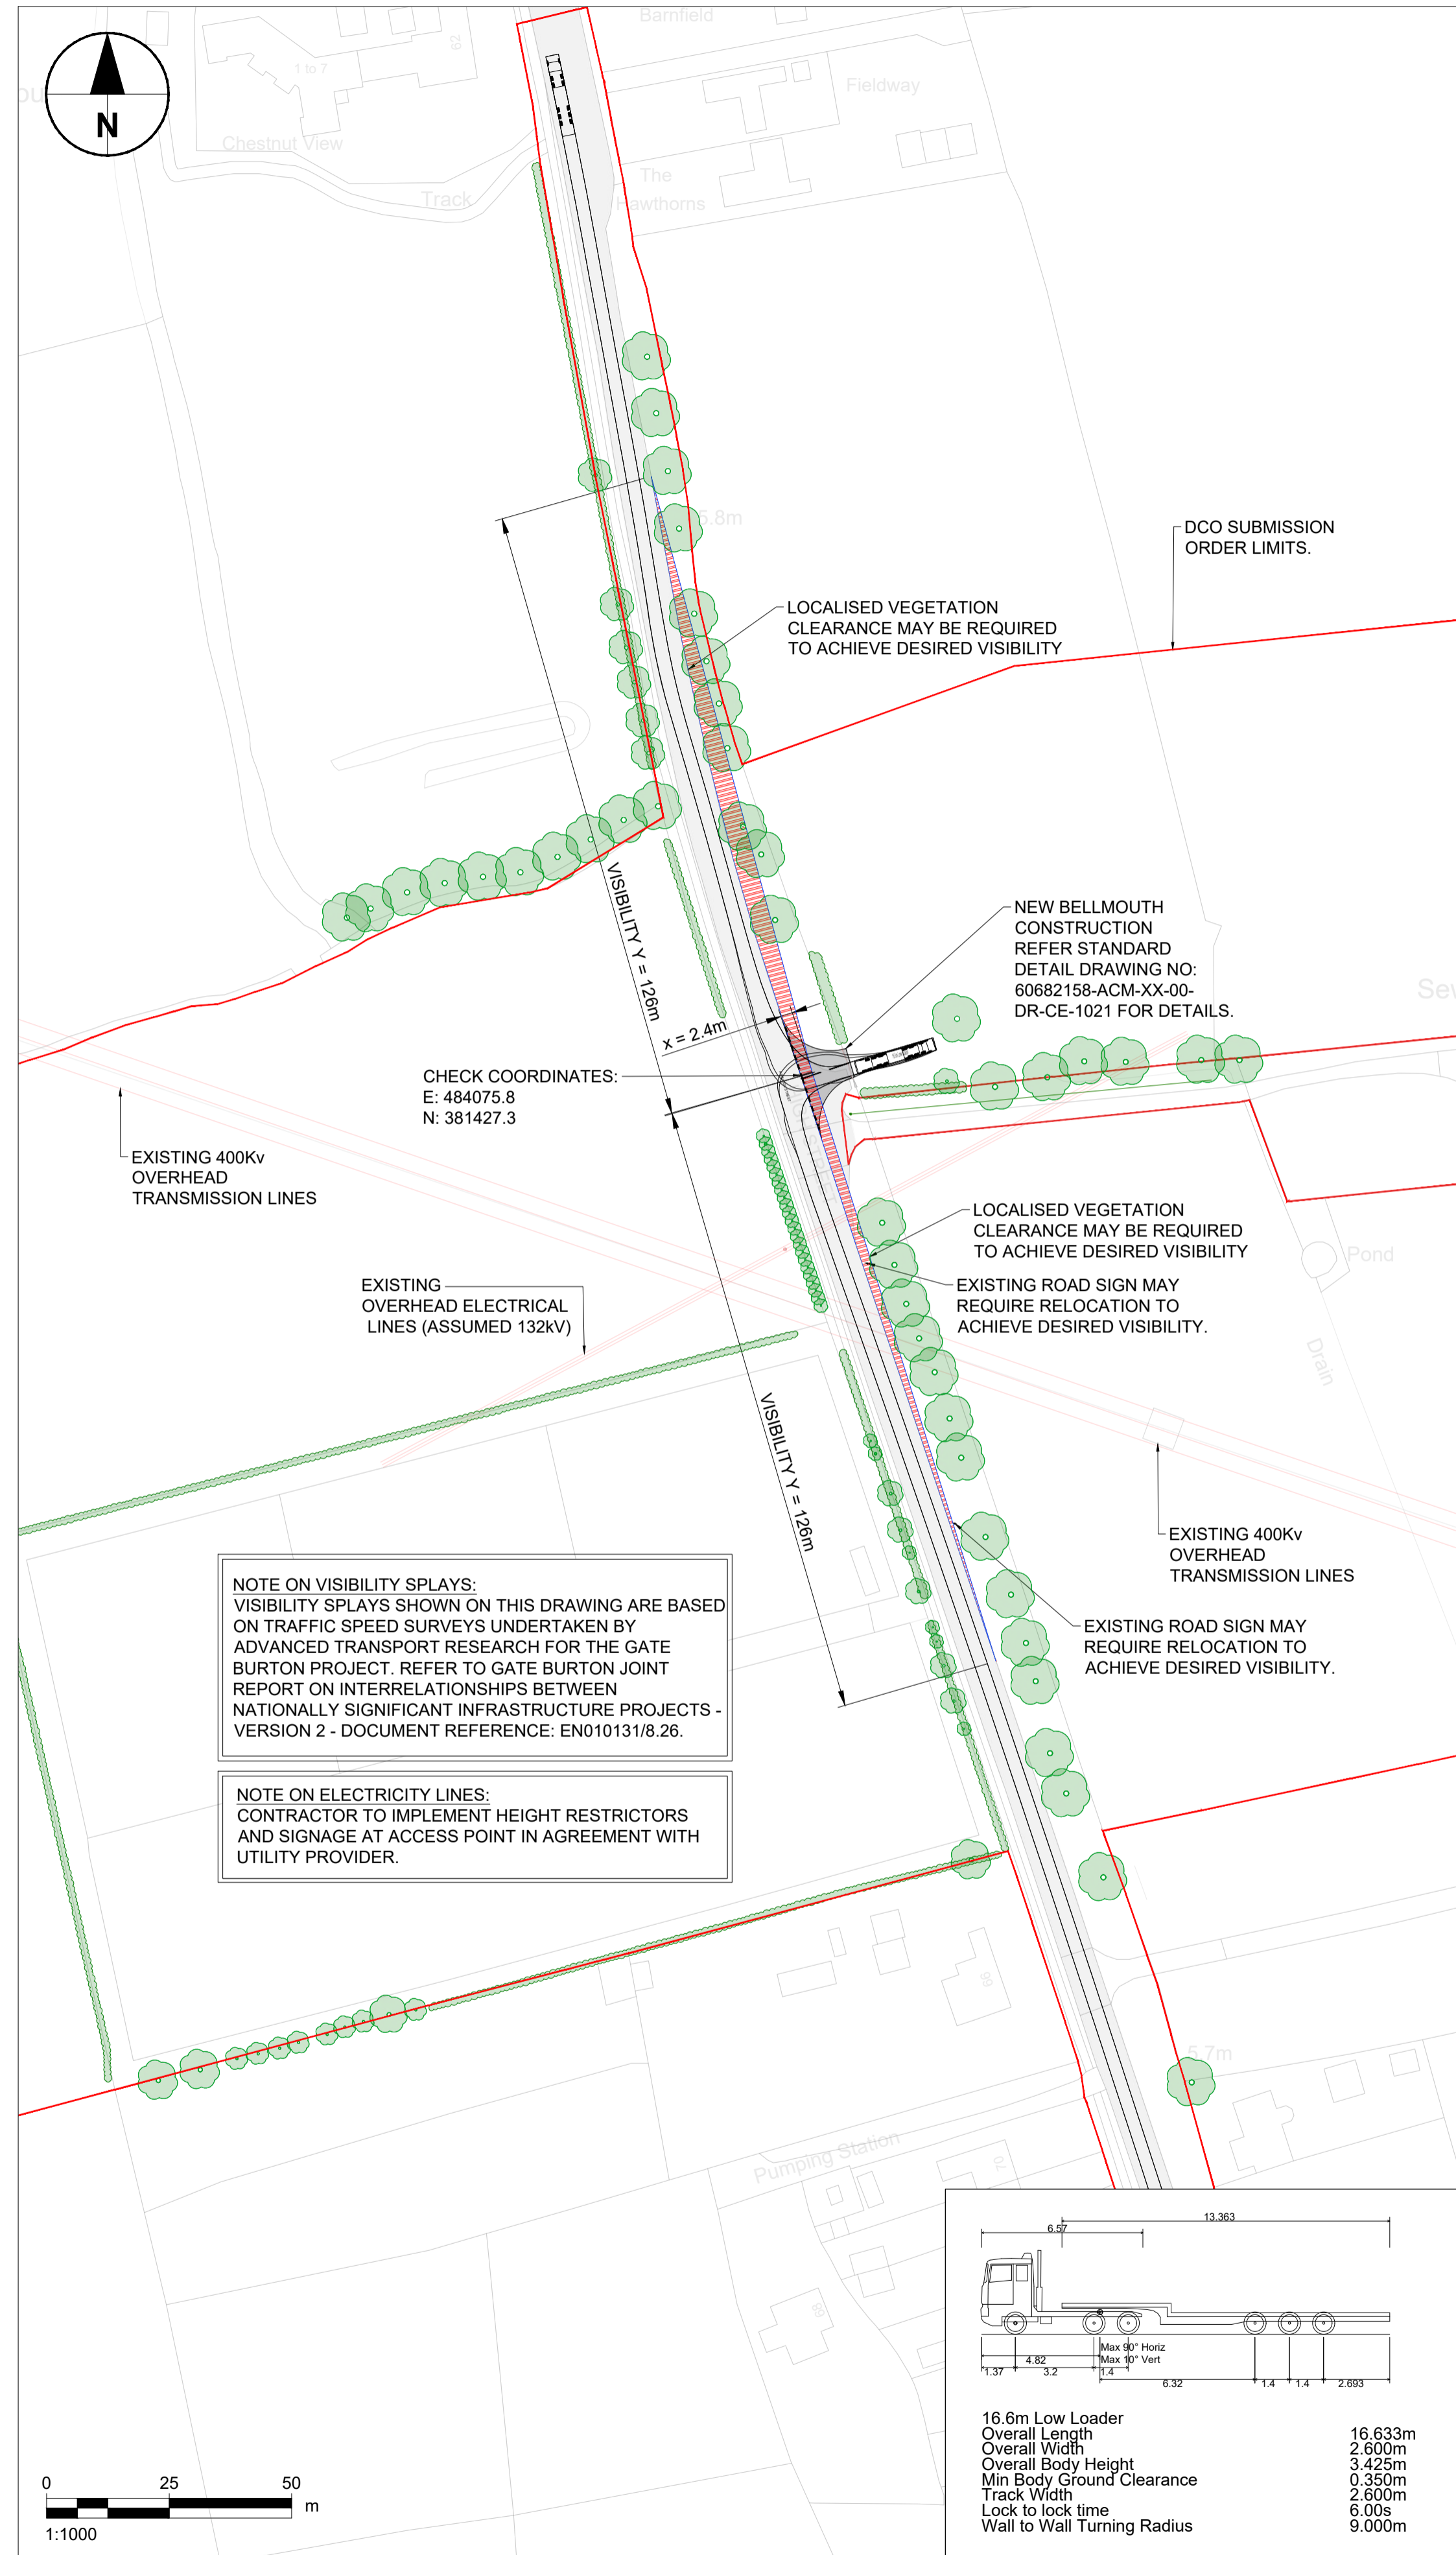 Barnfield
62
1 to 7
N
Chestnut View
Fieldway
Track
The
Hawthorns
5.8m
DCO SUBMISSION
ORDER LIMITS.
LOCALISED VEGETATION
CLEARANCE MAY BE REQUIRED
TO ACHIEVE DESIRED VISIBILITY
VISIBILITY Y = 126m
NEW BELLMOUTH
CONSTRUCTION
REFER STANDARD
DETAIL DRAWING NO:
60682158-ACM-XX-00-
DR-CE-1021 FOR DETAILS.
x = 2.4m
CHECK COORDINATES:
E: 484075.8
N: 381427.3
EXISTING 400Kv
OVERHEAD
TRANSMISSION LINES
LOCALISED VEGETATION
CLEARANCE MAY BE REQUIRED
TO ACHIEVE DESIRED VISIBILITY
Pond
EXISTING ROAD SIGN MAY
REQUIRE RELOCATION TO
ACHIEVE DESIRED VISIBILITY.
EXISTING
OVERHEAD ELECTRICAL
LINES (ASSUMED 132kV)
Drain
VISIBILITY Y = 126m
EXISTING 400Kv
OVERHEAD
TRANSMISSION LINES
NOTE ON VISIBILITY SPLAYS:
VISIBILITY SPLAYS SHOWN ON THIS DRAWING ARE BASED
ON TRAFFIC SPEED SURVEYS UNDERTAKEN BY
ADVANCED TRANSPORT RESEARCH FOR THE GATE
BURTON PROJECT. REFER TO GATE BURTON JOINT
REPORT ON INTERRELATIONSHIPS BETWEEN
NATIONALLY SIGNIFICANT INFRASTRUCTURE PROJECTS -
VERSION 2 - DOCUMENT REFERENCE: EN010131/8.26.
EXISTING ROAD SIGN MAY
REQUIRE RELOCATION TO
ACHIEVE DESIRED VISIBILITY.
NOTE ON ELECTRICITY LINES:
CONTRACTOR TO IMPLEMENT HEIGHT RESTRICTORS
AND SIGNAGE AT ACCESS POINT IN AGREEMENT WITH
UTILITY PROVIDER.
66
5.7m
Pumping Station
70
68
13.363
6.57
Max 90° Horiz
Max 10° Vert
4.82
1.37 3.2 1.4
6.32 1.4 1.4 2.693
16.6m Low Loader
Overall Length 16.633m
Overall Width 2.600m
Overall Body Height 3.425m
Min Body Ground Clearance 0.350m
Track Width 2.600m
Lock to lock time 6.00s
Wall to Wall Turning Radius 9.000m
0 25 50
m
1:1000